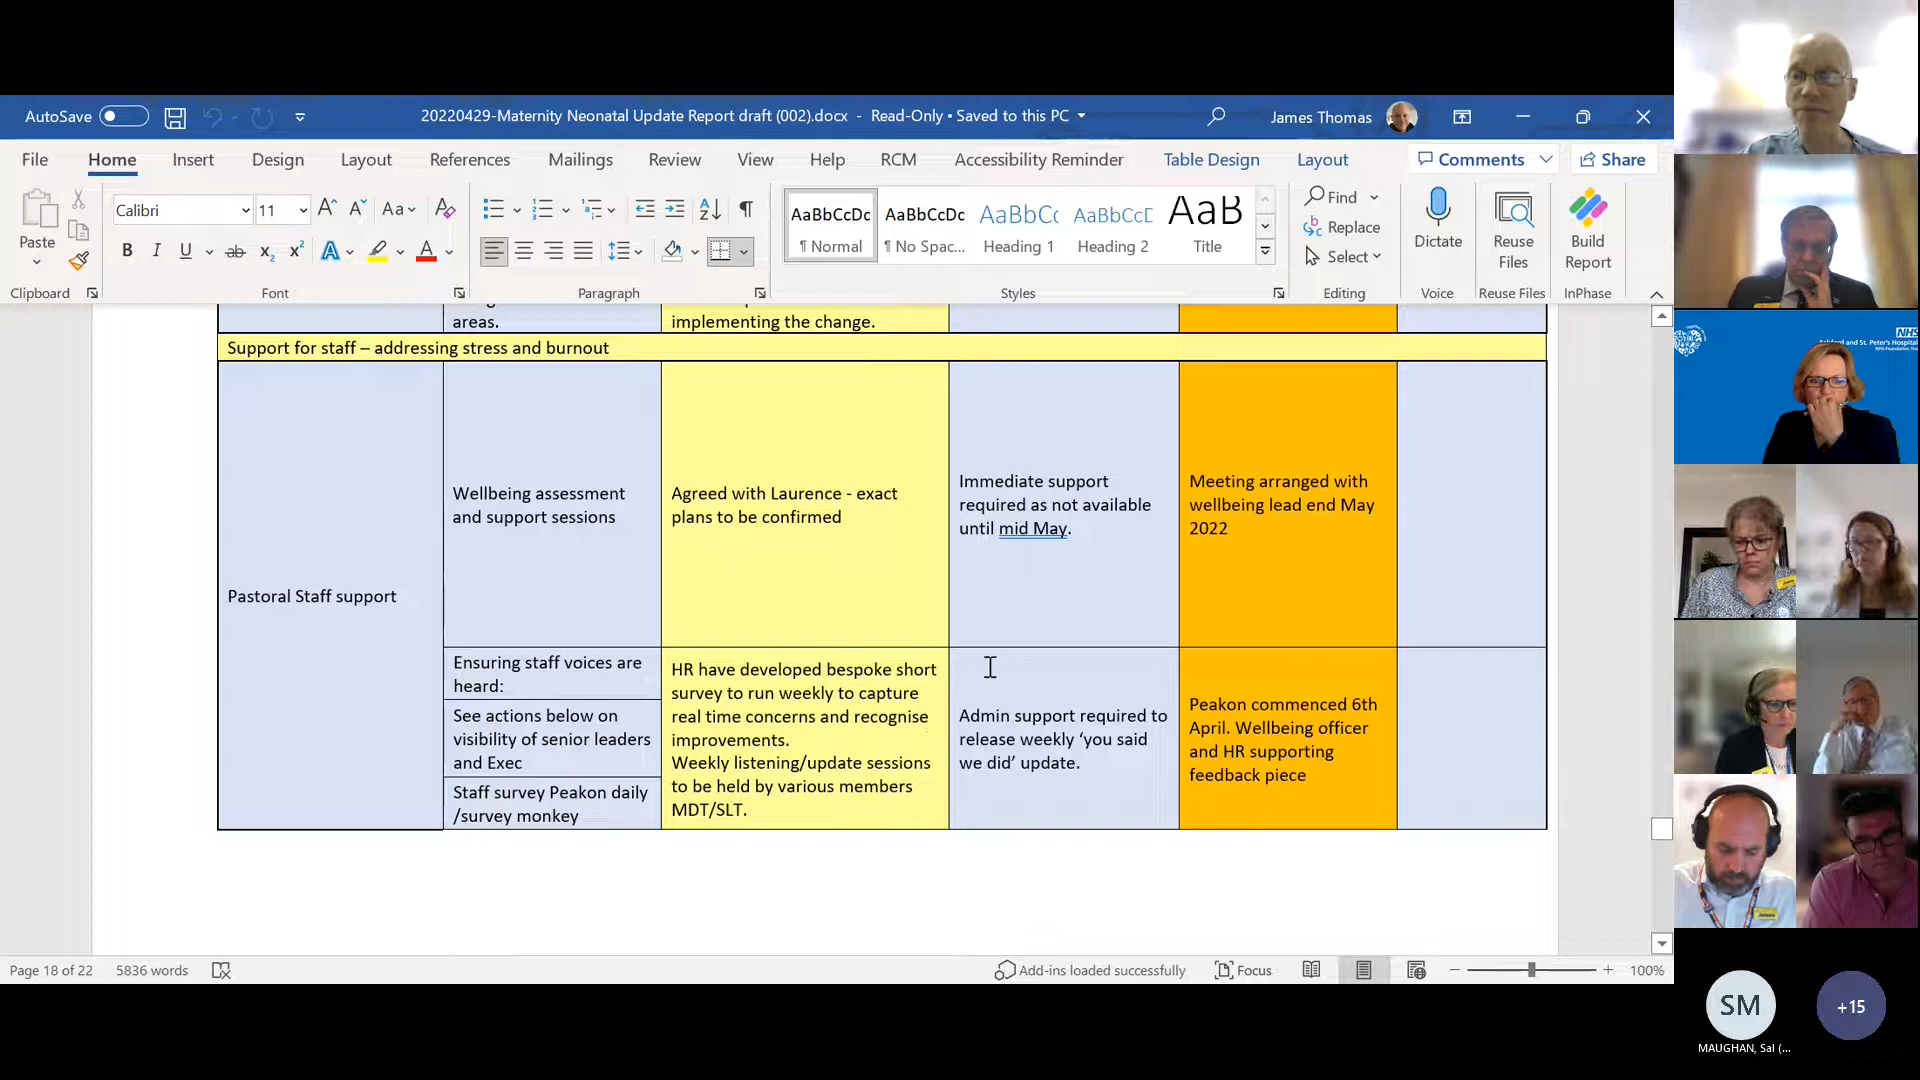 AutoSave
20220429-Maternity Neonatal Update Report draft (002).docx - Read-Only • Saved to this PC
James Thomas
File Home Insert Design Layout References Mailings Review View Help RCM Accessibility Reminder Table Design Layout
Comments
Share
Paste
Clipboard
Calibri
11
Font
Paragraph
AaBbCcDc AaBbCcDc AaBbCc AaBbCcD AaB
¶ Normal ¶ No Spac... Heading 1 Heading 2 Title
Styles
Find
Replace
Select
Editing
Dictate
Voice
Reuse
Files
Reuse Files
Build
Report
InPhase
areas.
implementing the change.
Support for staff – addressing stress and burnout
Pastoral Staff support
Wellbeing assessment
and support sessions
Agreed with Laurence - exact
plans to be confirmed
Immediate support
required as not available
until mid May.
Meeting arranged with
wellbeing lead end May
2022
Ensuring staff voices are
heard:
See actions below on
visibility of senior leaders
and Exec
Staff survey Peakon daily
/survey monkey
HR have developed bespoke short
survey to run weekly to capture
real time concerns and recognise
improvements.
Weekly listening/update sessions
to be held by various members
MDT/SLT.
Admin support required to
release weekly ‘you said
we did’ update.
Peakon commenced 6th
April. Wellbeing officer
and HR supporting
feedback piece
Page 18 of 22
5836 words
Add-ins loaded successfully
Focus
100%
NHS
Ashford and St. Peter's Hospital
SM
MAUGHAN, Sal (...
+15